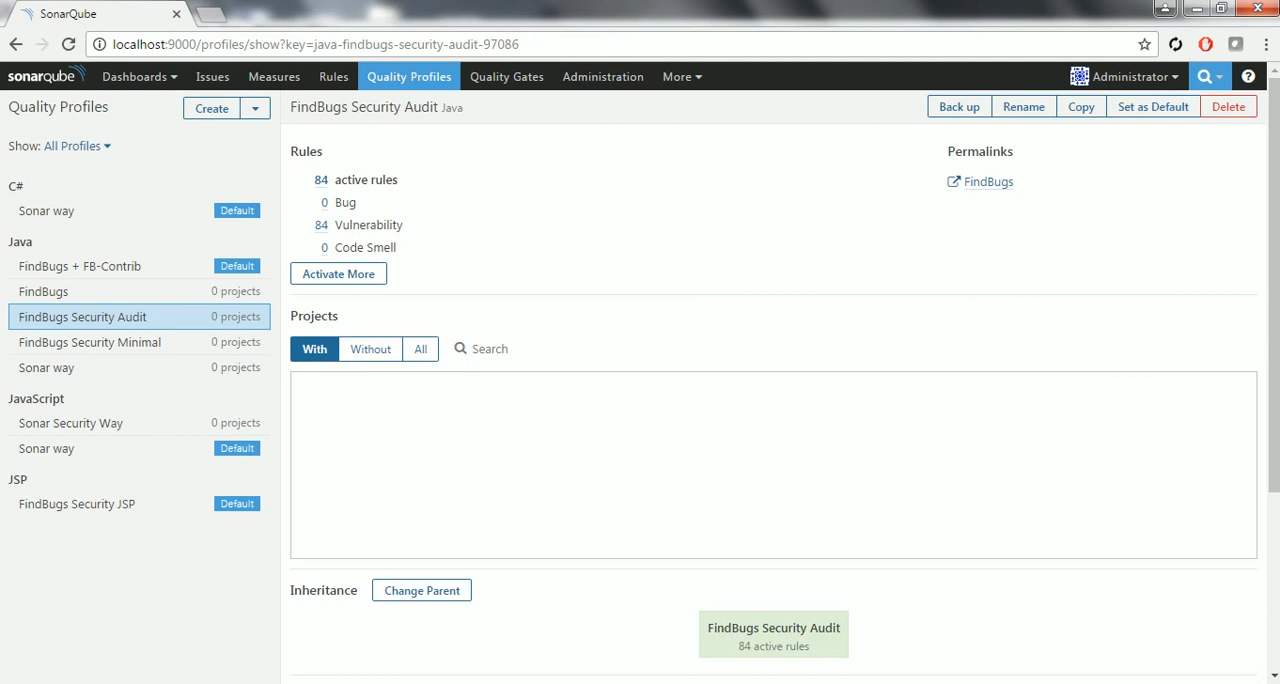 SonarQube
localhost:9000/profiles/show?key=java-findbugs-security-audit-97086
sonarqube Dashboards Issues Measures Rules Quality Profiles Quality Gates Administration More Administrator ?
Quality Profiles Create
FindBugs Security Audit Java Back up Rename Copy Set as Default Delete
Show: All Profiles
C#
Sonar way Default
Java
FindBugs + FB-Contrib Default
FindBugs 0 projects
FindBugs Security Audit 0 projects
FindBugs Security Minimal 0 projects
Sonar way 0 projects
JavaScript
Sonar Security Way 0 projects
Sonar way Default
JSP
FindBugs Security JSP Default
Rules
84 active rules
0 Bug
84 Vulnerability
0 Code Smell
Activate More
Permalinks
FindBugs
Projects
With Without All Search
Inheritance Change Parent
FindBugs Security Audit
84 active rules